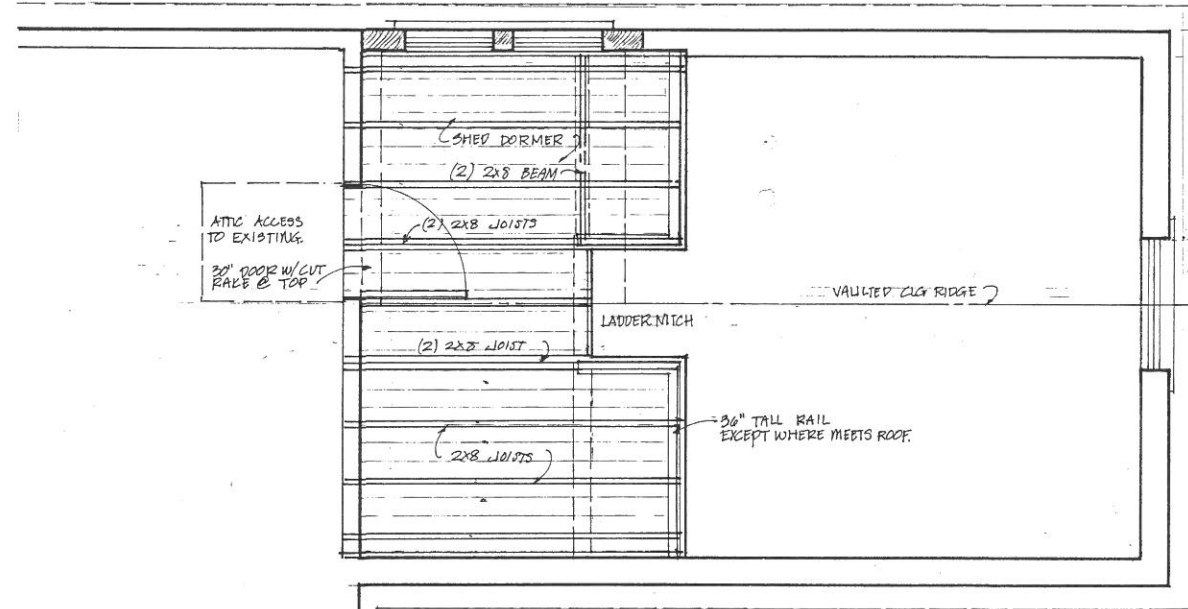 SHED DORMER
(2) 2X8 BEAM
ATTIC ACCESS
TO EXISTING.
(2) 2X8 JOISTS
30" DOOR W/CUT
RAKE @ TOP
VAULTED CLG RIDGE
LADDER NITCH
(2) 2X8 JOIST
36" TALL RAIL
EXCEPT WHERE MEETS ROOF.
2X8 JOISTS